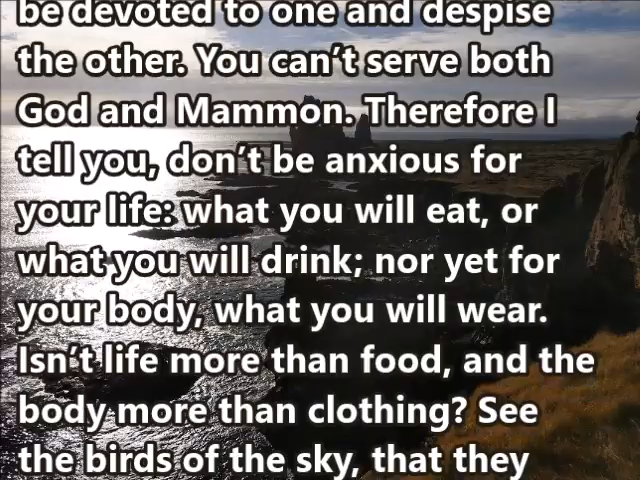 be devoted to one and despise
the other. You can’t serve both
God and Mammon. Therefore I
tell you, don’t be anxious for
your life: what you will eat, or
what you will drink; nor yet for
your body, what you will wear.
Isn’t life more than food, and the
body more than clothing? See
the birds of the sky, that they